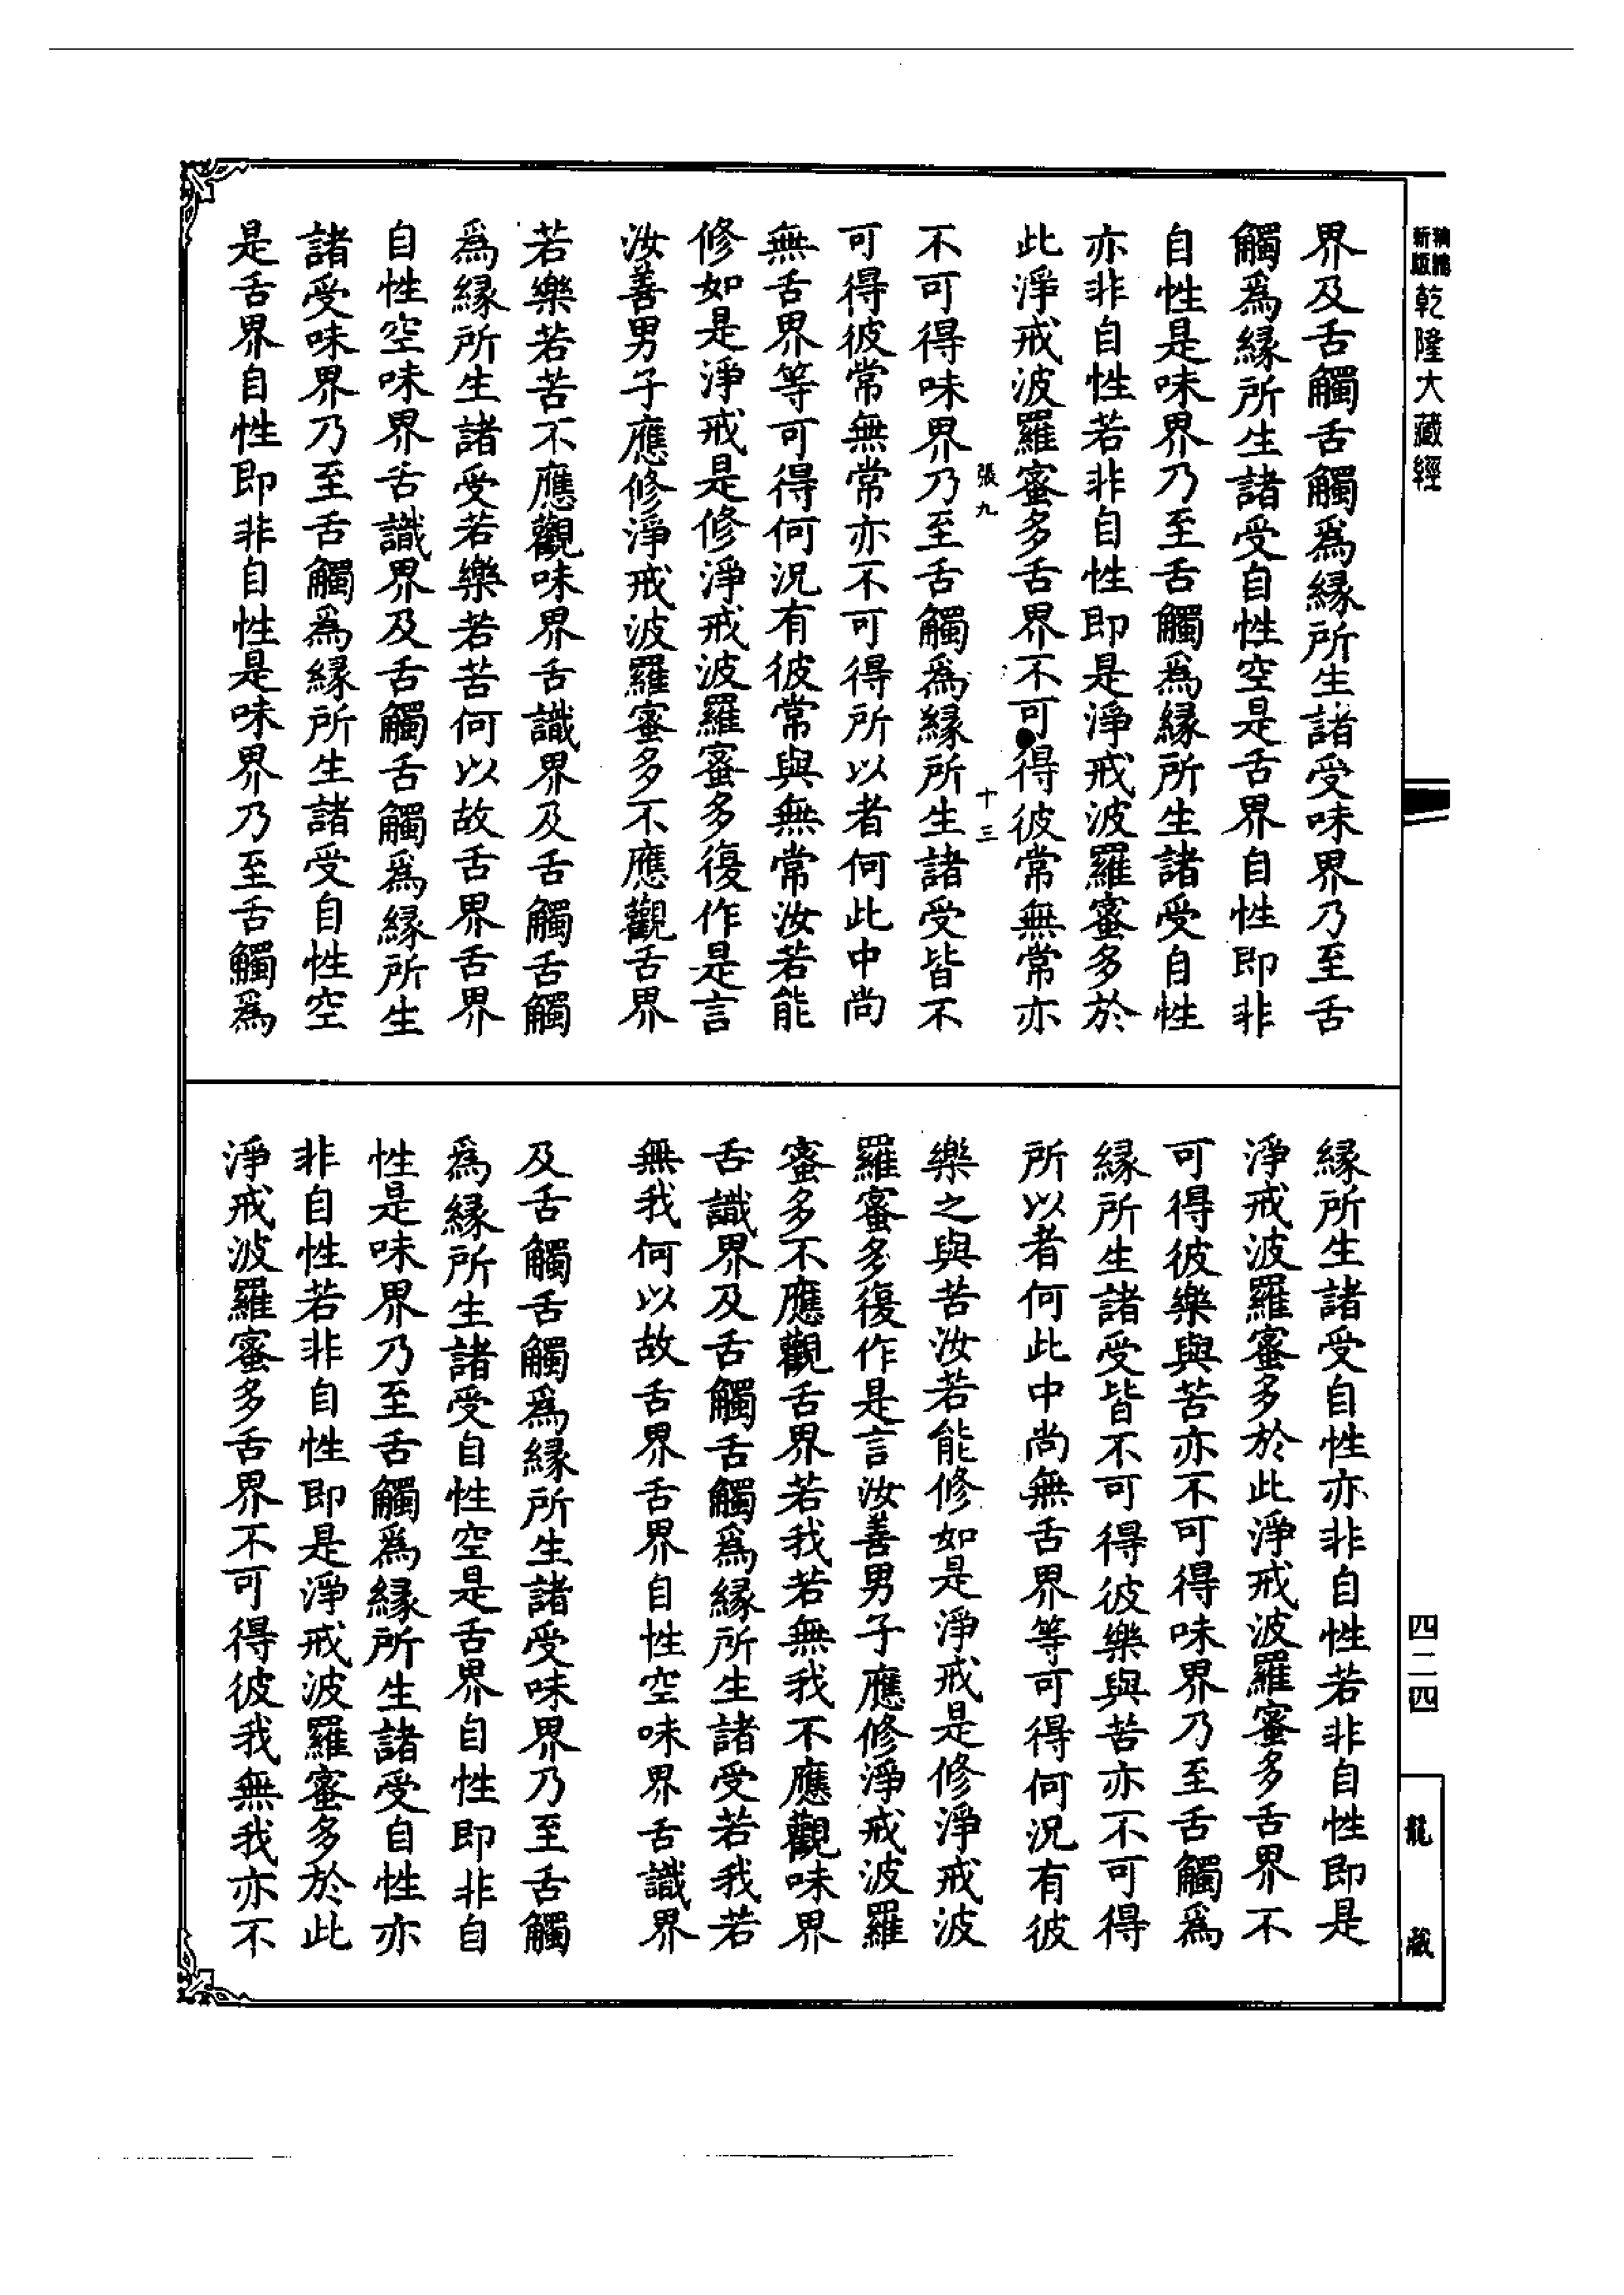 新版精縮乾隆大藏經
界及舌觸舌觸爲縁所生諸受味界乃至舌
觸爲縁所生諸受自性空是舌界自性即非
自性是味界乃至舌觸爲縁所生諸受自性
亦非自性若非自性即是淨戒波羅蜜多於
此淨戒波羅蜜多舌界不可得彼常無常亦
張九 十三
不可得味界乃至舌觸爲縁所生諸受皆不
可得彼常無常亦不可得所以者何此中尚
無舌界等可得何況有彼常與無常汝若能
修如是淨戒是修淨戒波羅蜜多復作是言
汝善男子應修淨戒波羅蜜多不應觀舌界
若樂若苦不應觀味界舌識界及舌觸舌觸
爲縁所生諸受若樂若苦何以故舌界舌界
自性空味界舌識界及舌觸舌觸爲縁所生
諸受味界乃至舌觸爲縁所生諸受自性空
是舌界自性即非自性是味界乃至舌觸爲
縁所生諸受自性亦非自性若非自性即是
淨戒波羅蜜多於此淨戒波羅蜜多舌界不
可得彼樂與苦亦不可得味界乃至舌觸爲
縁所生諸受皆不可得彼樂與苦亦不可得
所以者何此中尚無舌界等可得何況有彼
樂之與苦汝若能修如是淨戒是修淨戒波
羅蜜多復作是言汝善男子應修淨戒波羅
蜜多不應觀舌界若我若無我不應觀味界
舌識界及舌觸舌觸爲縁所生諸受若我若
無我何以故舌界舌界自性空味界舌識界
及舌觸舌觸爲縁所生諸受味界乃至舌觸
爲縁所生諸受自性空是舌界自性即非自
性是味界乃至舌觸爲縁所生諸受自性亦
非自性若非自性即是淨戒波羅蜜多於此
淨戒波羅蜜多舌界不可得彼我無我亦不
四二四
龍藏